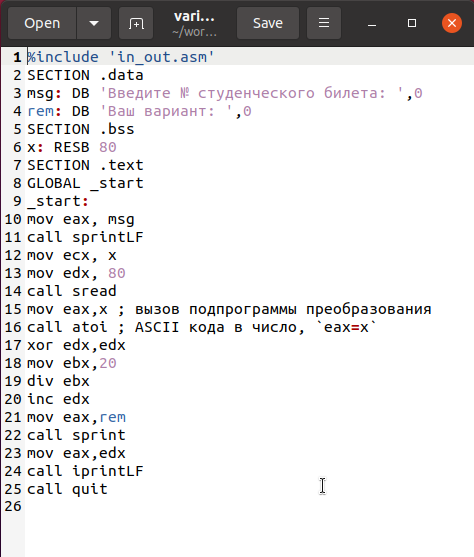 Open
vari...
~/wor...
Save
1 %include 'in_out.asm'
2 SECTION .data
3 msg: DB 'Введите № студенческого билета: ',0
4 rem: DB 'Ваш вариант: ',0
5 SECTION .bss
6 x: RESB 80
7 SECTION .text
8 GLOBAL _start
9 _start:
10 mov eax, msg
11 call sprintLF
12 mov ecx, x
13 mov edx, 80
14 call sread
15 mov eax,x ; вызов подпрограммы преобразования
16 call atoi ; ASCII кода в число, `eax=x`
17 xor edx,edx
18 mov ebx,20
19 div ebx
20 inc edx
21 mov eax,rem
22 call sprint
23 mov eax,edx
24 call iprintLF
25 call quit
26